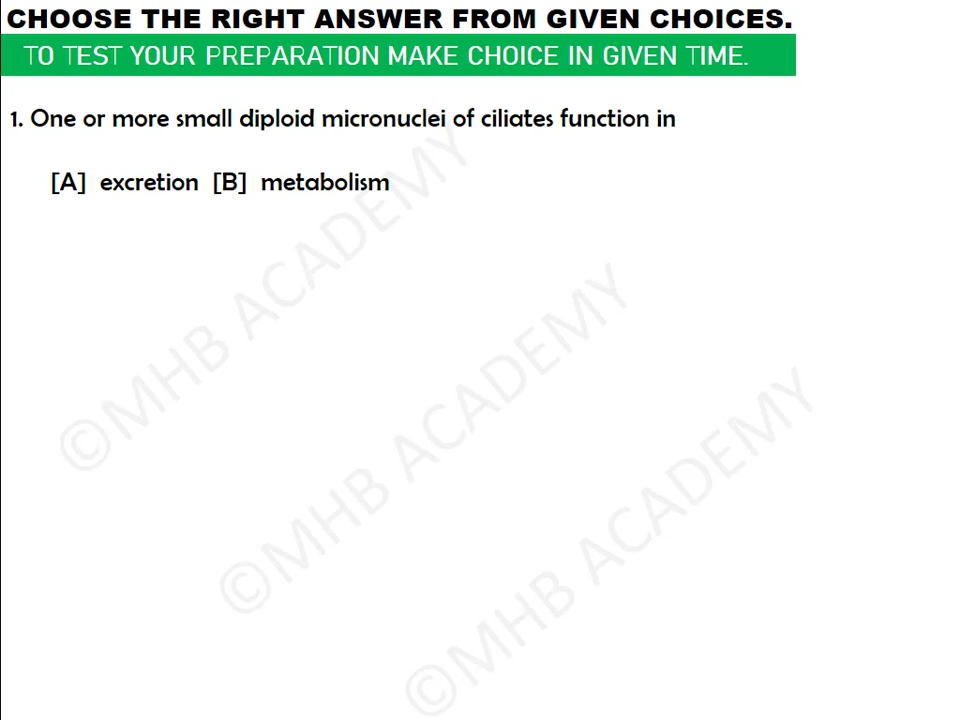 CHOOSE THE RIGHT ANSWER FROM GIVEN CHOICES.
TO TEST YOUR PREPARATION MAKE CHOICE IN GIVEN TIME.
1. One or more small diploid micronuclei of ciliates function in
[A] excretion [B] metabolism
©MHB ACADEMY
©MHB ACADEMY
©MHB ACADEMY